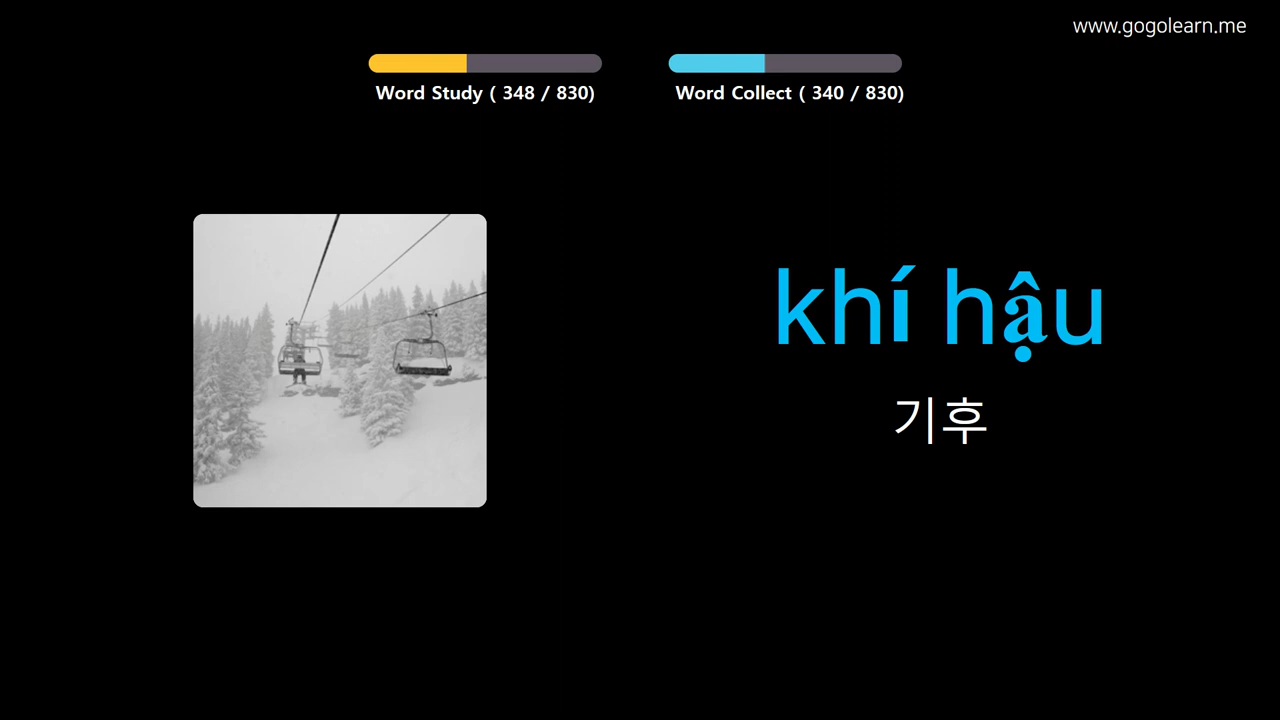 www.gogolearn.me
Word Study ( 348 / 830)
Word Collect ( 340 / 830)
khí hậu
기후